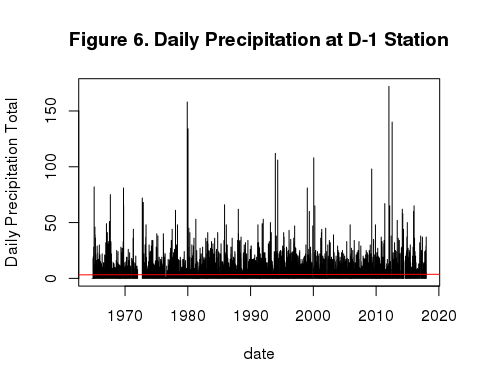 Figure 6. Daily Precipitation at D-1 Station
Daily Precipitation Total
150
100
50
0
1970 1980 1990 2000 2010 2020
date